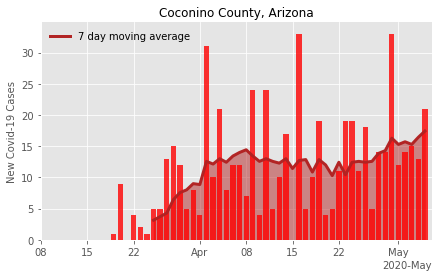 Coconino County, Arizona
7 day moving average
New Covid-19 Cases
30
25
20
15
10
5
0
08
15
22
Apr
08
15
22
May
2020-May